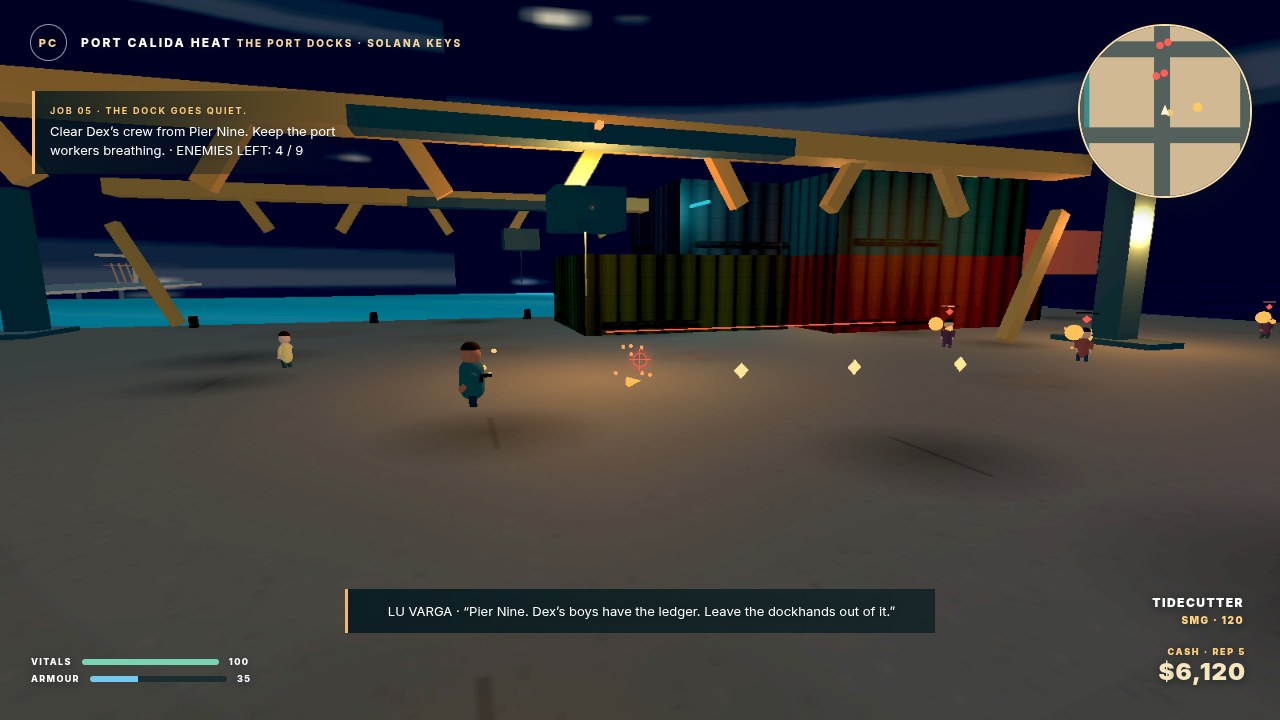 PC
PORT CALIDA HEAT THE PORT DOCKS · SOLANA KEYS
JOB 05 · THE DOCK GOES QUIET.
Clear Dex’s crew from Pier Nine. Keep the port
workers breathing. · ENEMIES LEFT: 4 / 9
LU VARGA · “Pier Nine. Dex’s boys have the ledger. Leave the dockhands out of it.”
TIDECUTTER
SMG · 120
CASH · REP 5
$6,120
VITALS 100
ARMOUR 35